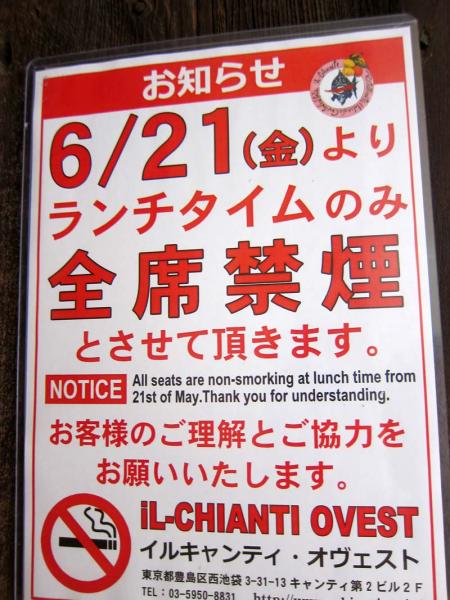 お知らせ
6/21(金)より
ランチタイムのみ
全席禁煙
とさせて頂きます。
NOTICE All seats are non-smorking at lunch time from
21st of May.Thank you for understanding.
お客様のご理解とご協力を
お願いいたします。
iL-CHIANTI OVEST
イルキャンティ・オヴェスト
東京都豊島区西池袋3-31-13キャンティ第2ビル2F
TEL:03-5950-8831